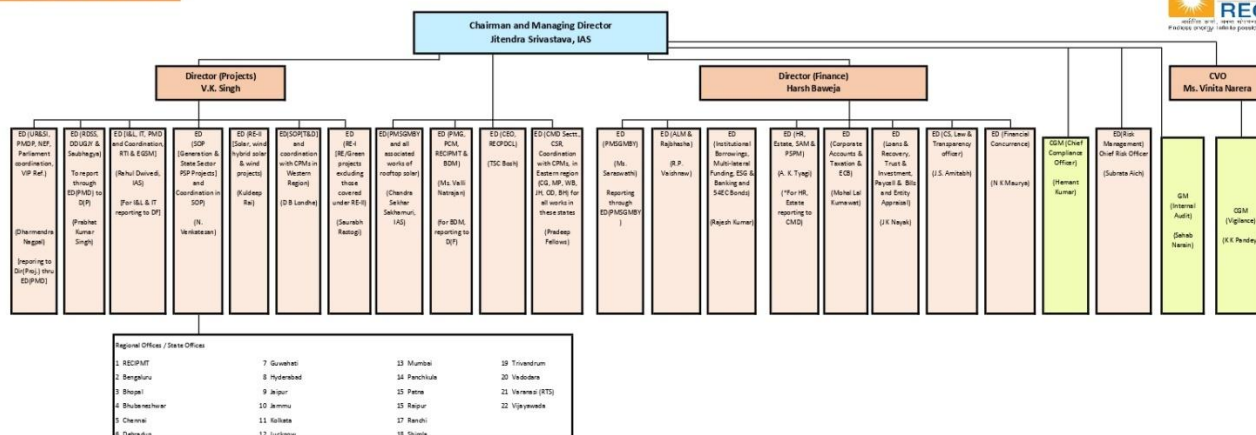 REC
Chairman and Managing Director
Jitendra Srivastava, IAS
Director (Projects)
V.K. Singh
Director (Finance)
Harsh Baweja
CVO
Ms. Vinita Narera
ED (UR&SI,
PMDP, NEF,
Parliament
coordination,
VIP Ref.)
(Dharmendra
Nagpal)
(reporing to
Dir(Proj.) thru
ED(PMD)
ED (RDSS,
DDUGJY &
Saubhagya)
To report
through
ED(PMD) to
D(P)
(Prabhat
Kumar
Singh)
ED (I&L, IT, PMD
and Coordination,
RTI & EGSM)
(Rahul Dwivedi,
IAS)
(For I&L & IT
reporting to DF)
ED
(SOP
(Generation &
State Sector
PSP Projects)
and
Coordination in
SOP)
(N.
Venkatesan)
ED (RE-II
(Solar, wind
hybrid solar
& wind
projects)
(Kuldeep
Rai)
ED(SOP(T&D)
and
coordination
with CPMs in
Western
Region)
(D B Londhe)
ED
(RE-I
(RE/Green
projects
excluding
those
covered
under RE-II)
(Saurabh
Rastogi)
ED(PMSGMBY
and all
associated
works of
rooftop solar)
(Chandra
Sekhar
Sakhamuri,
IAS)
ED (PMG,
PCM,
RECIPMT &
BDM)
(Ms. Valli
Natrajan)
(for BDM,
reporting to
D(F)
ED (CEO,
RECPDCL)
(TSC Bosh)
ED(CMD Sectt.,
CSR,
Coordination
with CPMs, in
Eastern region
(CG, MP, WB,
JH, OD, BH) for
all works in
these states
(Pradeep
Fellows)
ED
(PMSGMBY)
(Ms.
Saraswathi)
Reporting
through
ED(PMSGMBY
)
ED (ALM &
Rajbhasha)
(R.P.
Vaishnaw)
ED
(Institutional
Borrowings,
Multi-lateral
Funding, ESG &
Banking and
54EC Bonds)
(Rajesh Kumar)
ED (HR,
Estate, SAM &
PSPM)
(A. K. Tyagi)
(*For HR,
Estate
reporting to
CMD)
ED
(Corporate
Accounts &
Taxation &
ECB)
(Mohal Lal
Kumawat)
ED
(Loans &
Recovery,
Trust &
Investment,
Payroll & Bills
and Entity
Appraisal)
(J K Nayak)
ED (CS, Law &
Transparency
officer)
(J.S. Amitabh)
ED (Financial
Concurrence)
(N K Maurya)
CGM (Chief
Compliance
Officer)
(Hemant
Kumar)
ED(Risk
Management)
Chief Risk Officer
(Subrata Aich)
GM
(Internal
Audit)
(Sahab
Narain)
CGM
(Vigilance)
(K K Pandey
Regional Offices / State Offices
1 RECIPMT
2 Bengaluru
3 Bhopal
4 Bhubaneshwar
5 Chennai
6 Dehradun
7 Guwahati
8 Hyderabad
9 Jaipur
10 Jammu
11 Kolkata
12 Lucknow
13 Mumbai
14 Panchkula
15 Patna
15 Raipur
17 Ranchi
18 Shimla
19 Trivandrum
20 Vadodara
21 Varanasi (RTS)
22 Vijayawada